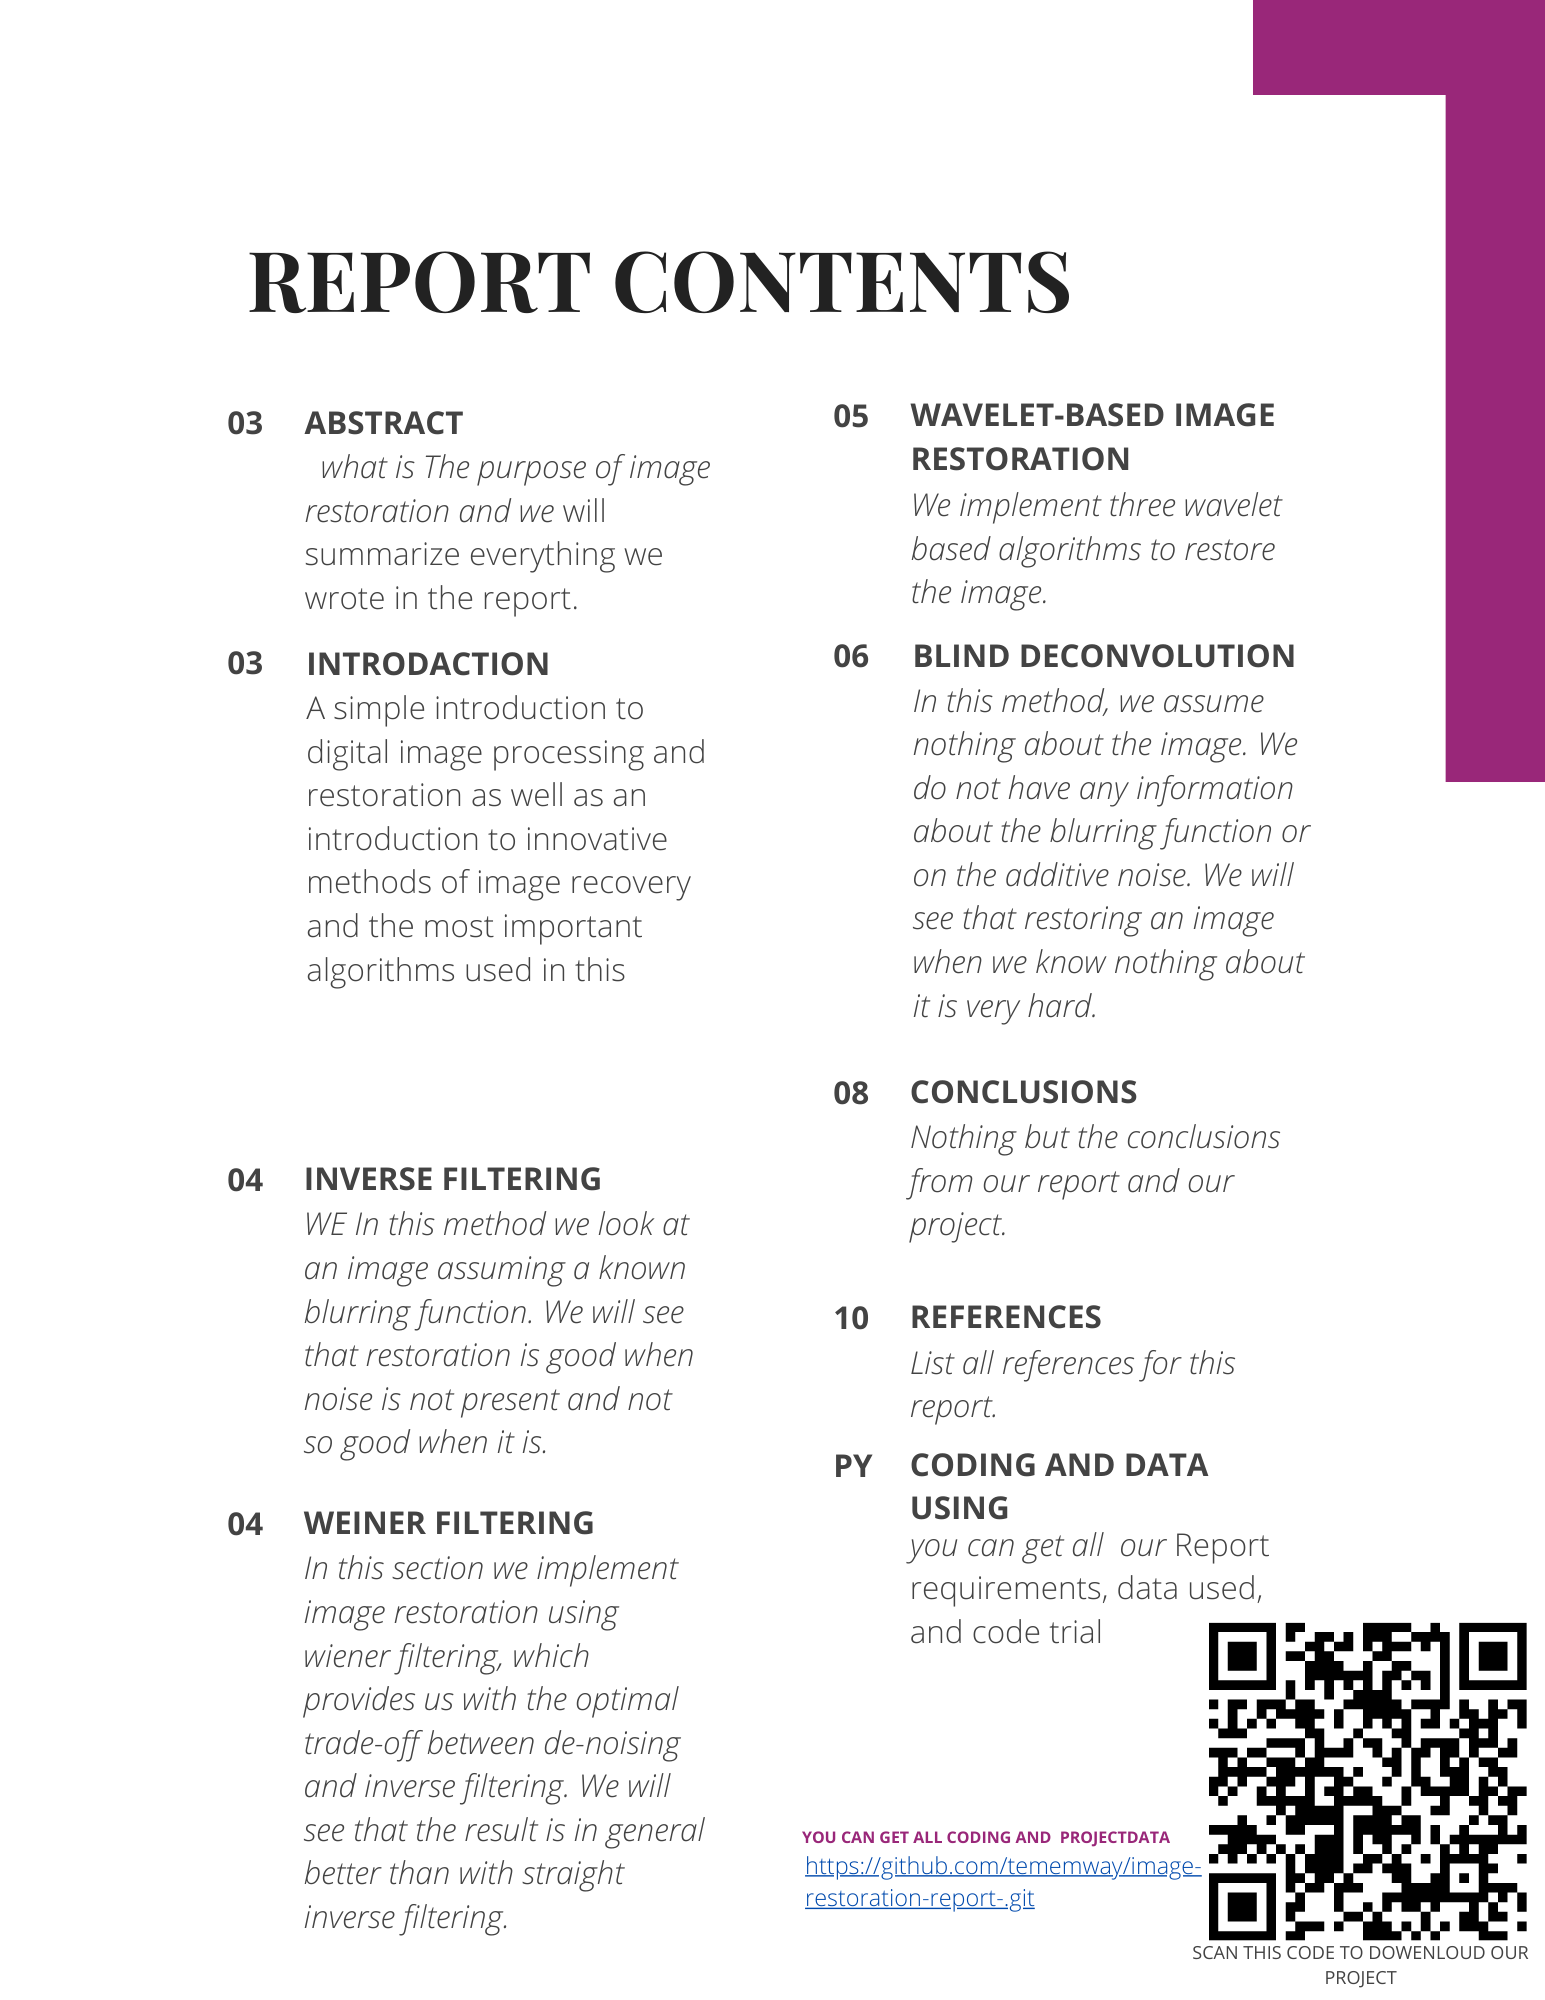 REPORT CONTENTS
03 ABSTRACT
what is The purpose of image
restoration and we will
summarize everything we
wrote in the report.
03 INTRODACTION
A simple introduction to
digital image processing and
restoration as well as an
introduction to innovative
methods of image recovery
and the most important
algorithms used in this
04 INVERSE FILTERING
WE In this method we look at
an image assuming a known
blurring function. We will see
that restoration is good when
noise is not present and not
so good when it is.
04 WEINER FILTERING
In this section we implement
image restoration using
wiener filtering, which
provides us with the optimal
trade-off between de-noising
and inverse filtering. We will
see that the result is in general
better than with straight
inverse filtering.
05 WAVELET-BASED IMAGE
RESTORATION
We implement three wavelet
based algorithms to restore
the image.
06 BLIND DECONVOLUTION
In this method, we assume
nothing about the image. We
do not have any information
about the blurring function or
on the additive noise. We will
see that restoring an image
when we know nothing about
it is very hard.
08 CONCLUSIONS
Nothing but the conclusions
from our report and our
project.
10 REFERENCES
List all references for this
report.
PY CODING AND DATA
USING
you can get all our Report
requirements, data used,
and code trial
YOU CAN GET ALL CODING AND PROJECTDATA
https://github.com/tememway/image-
restoration-report-.git
SCAN THIS CODE TO DOWENLOUD OUR
PROJECT